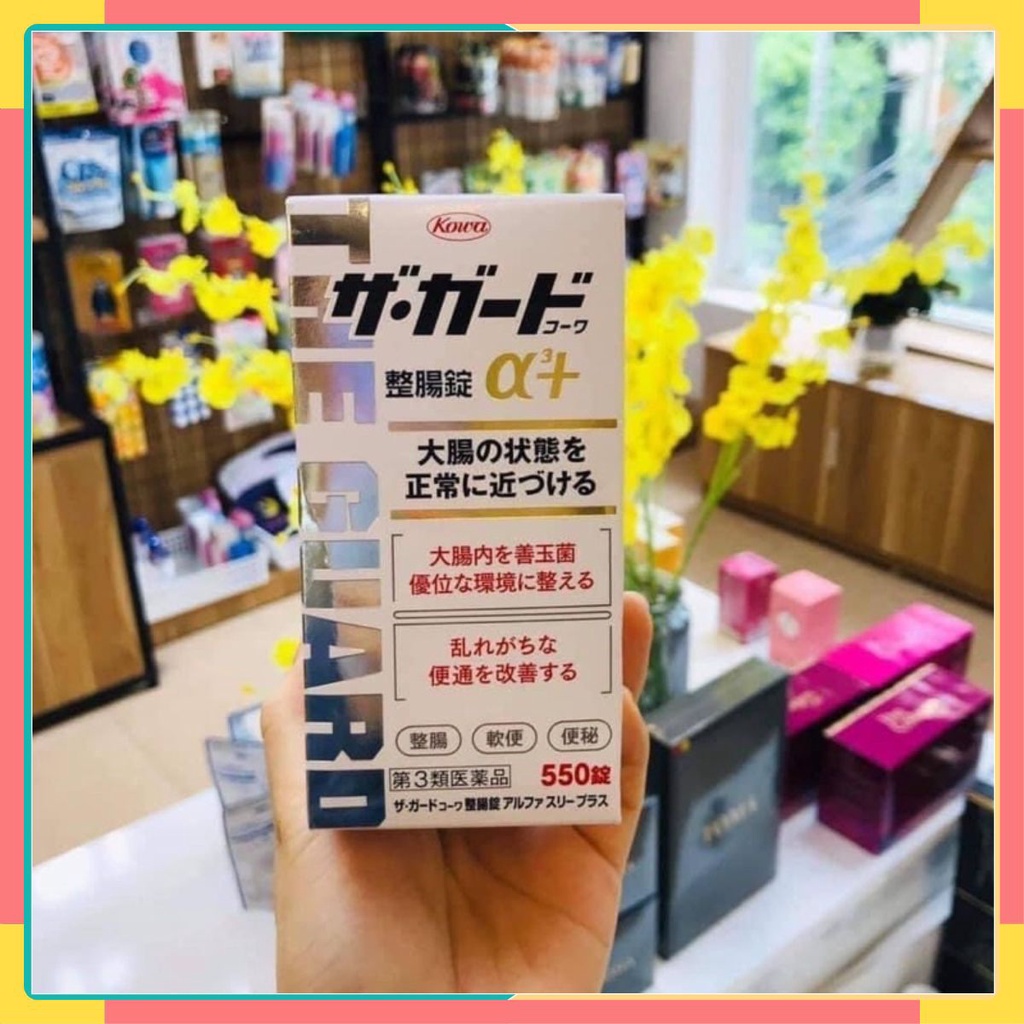 Kowa
THE GUARD
ザ・ガード
コーワ
整腸錠 α³+
大腸の状態を
正常に近づける
大腸内を善玉菌
優位な環境に整える
乱れがちな
便通を改善する
整腸 軟便 便秘
第3類医薬品 550錠
ザ・ガードコーワ整腸錠 アルファ スリー プラス